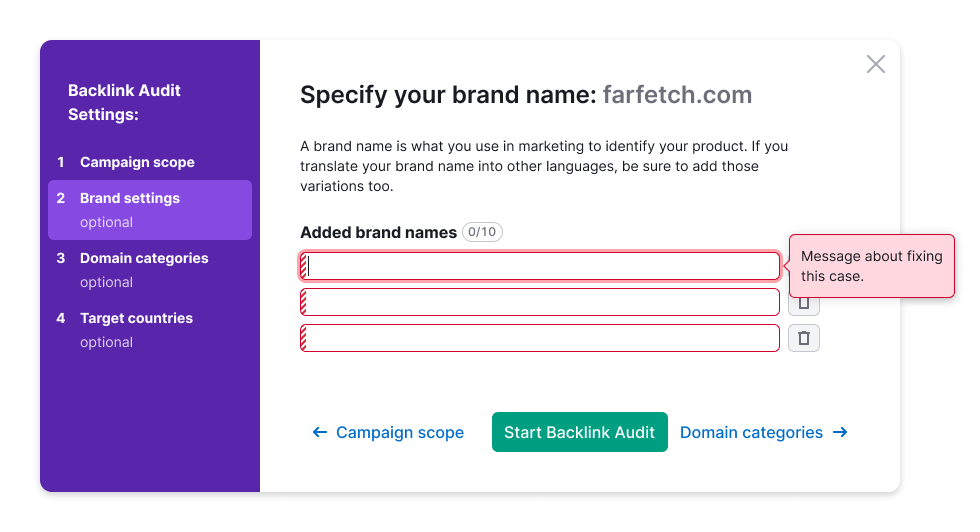 Backlink Audit
Settings:
1 Campaign scope
2 Brand settings
optional
3 Domain categories
optional
4 Target countries
optional
Specify your brand name: farfetch.com
A brand name is what you use in marketing to identify your product. If you
translate your brand name into other languages, be sure to add those
variations too.
Added brand names 0/10
Message about fixing
this case.
← Campaign scope
Start Backlink Audit
Domain categories →